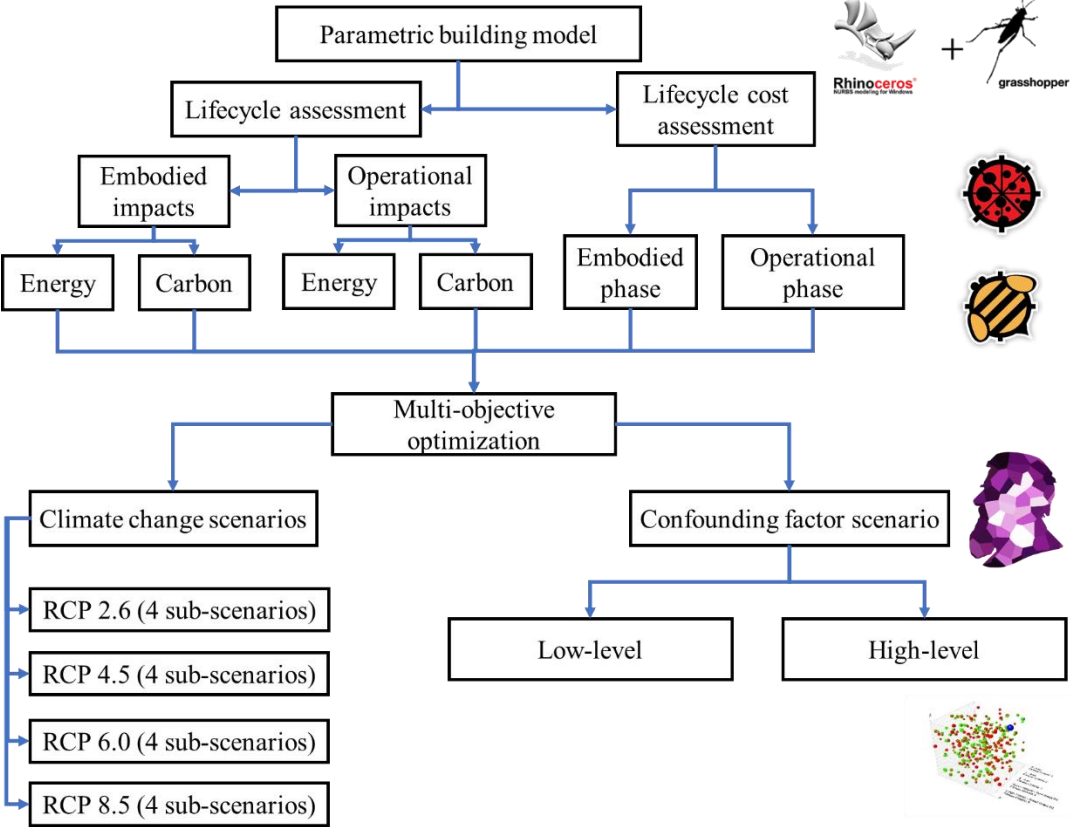 Parametric building model
Rhinoceros®
NURBS modeling for Windows
+
grasshopper
Lifecycle assessment
Lifecycle cost
assessment
Embodied
impacts
Operational
impacts
Energy
Carbon
Energy
Carbon
Embodied
phase
Operational
phase
Multi-objective
optimization
Climate change scenarios
Confounding factor scenario
RCP 2.6 (4 sub-scenarios)
RCP 4.5 (4 sub-scenarios)
RCP 6.0 (4 sub-scenarios)
RCP 8.5 (4 sub-scenarios)
Low-level
High-level